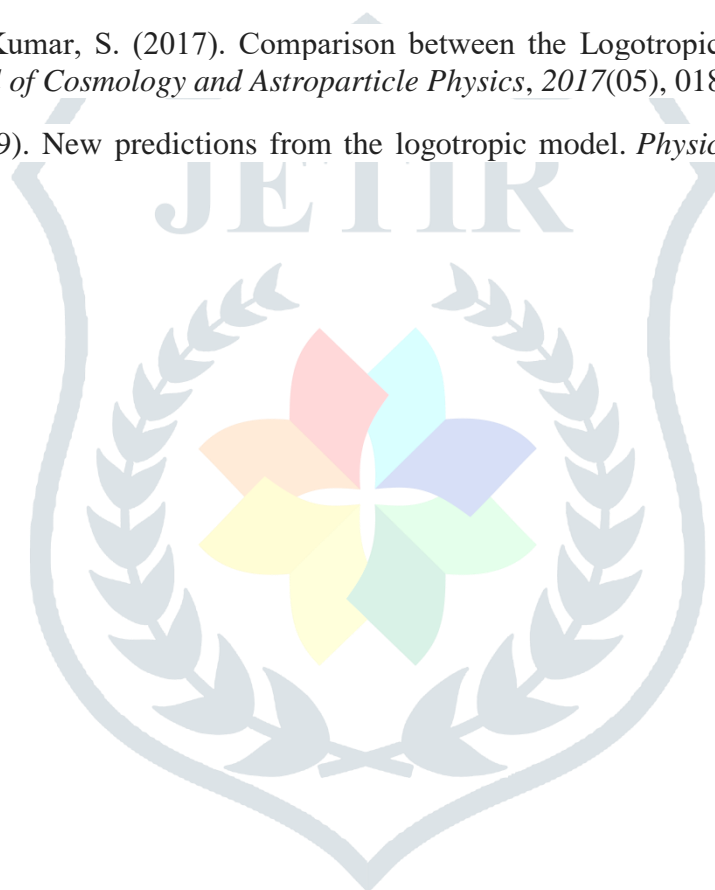 Kumar, S. (2017). Comparison between the Logotropic
of Cosmology and Astroparticle Physics, 2017(05), 018
9). New predictions from the logotropic model. Physic
JETIR